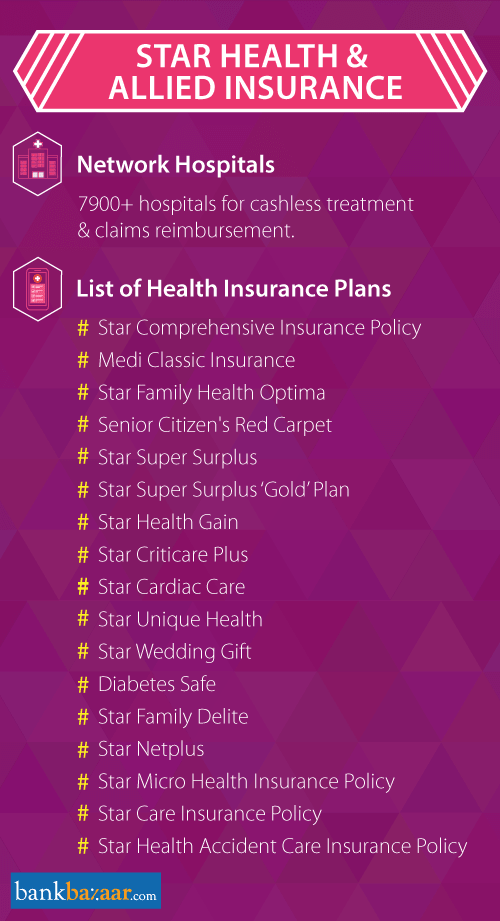 STAR HEALTH &
ALLIED INSURANCE
Network Hospitals
7900+ hospitals for cashless treatment
& claims reimbursement.
List of Health Insurance Plans
# Star Comprehensive Insurance Policy
# Medi Classic Insurance
# Star Family Health Optima
# Senior Citizen's Red Carpet
# Star Super Surplus
# Star Super Surplus ‘Gold’ Plan
# Star Health Gain
# Star Criticare Plus
# Star Cardiac Care
# Star Unique Health
# Star Wedding Gift
# Diabetes Safe
# Star Family Delite
# Star Netplus
# Star Micro Health Insurance Policy
# Star Care Insurance Policy
# Star Health Accident Care Insurance Policy
bankbazaar.com